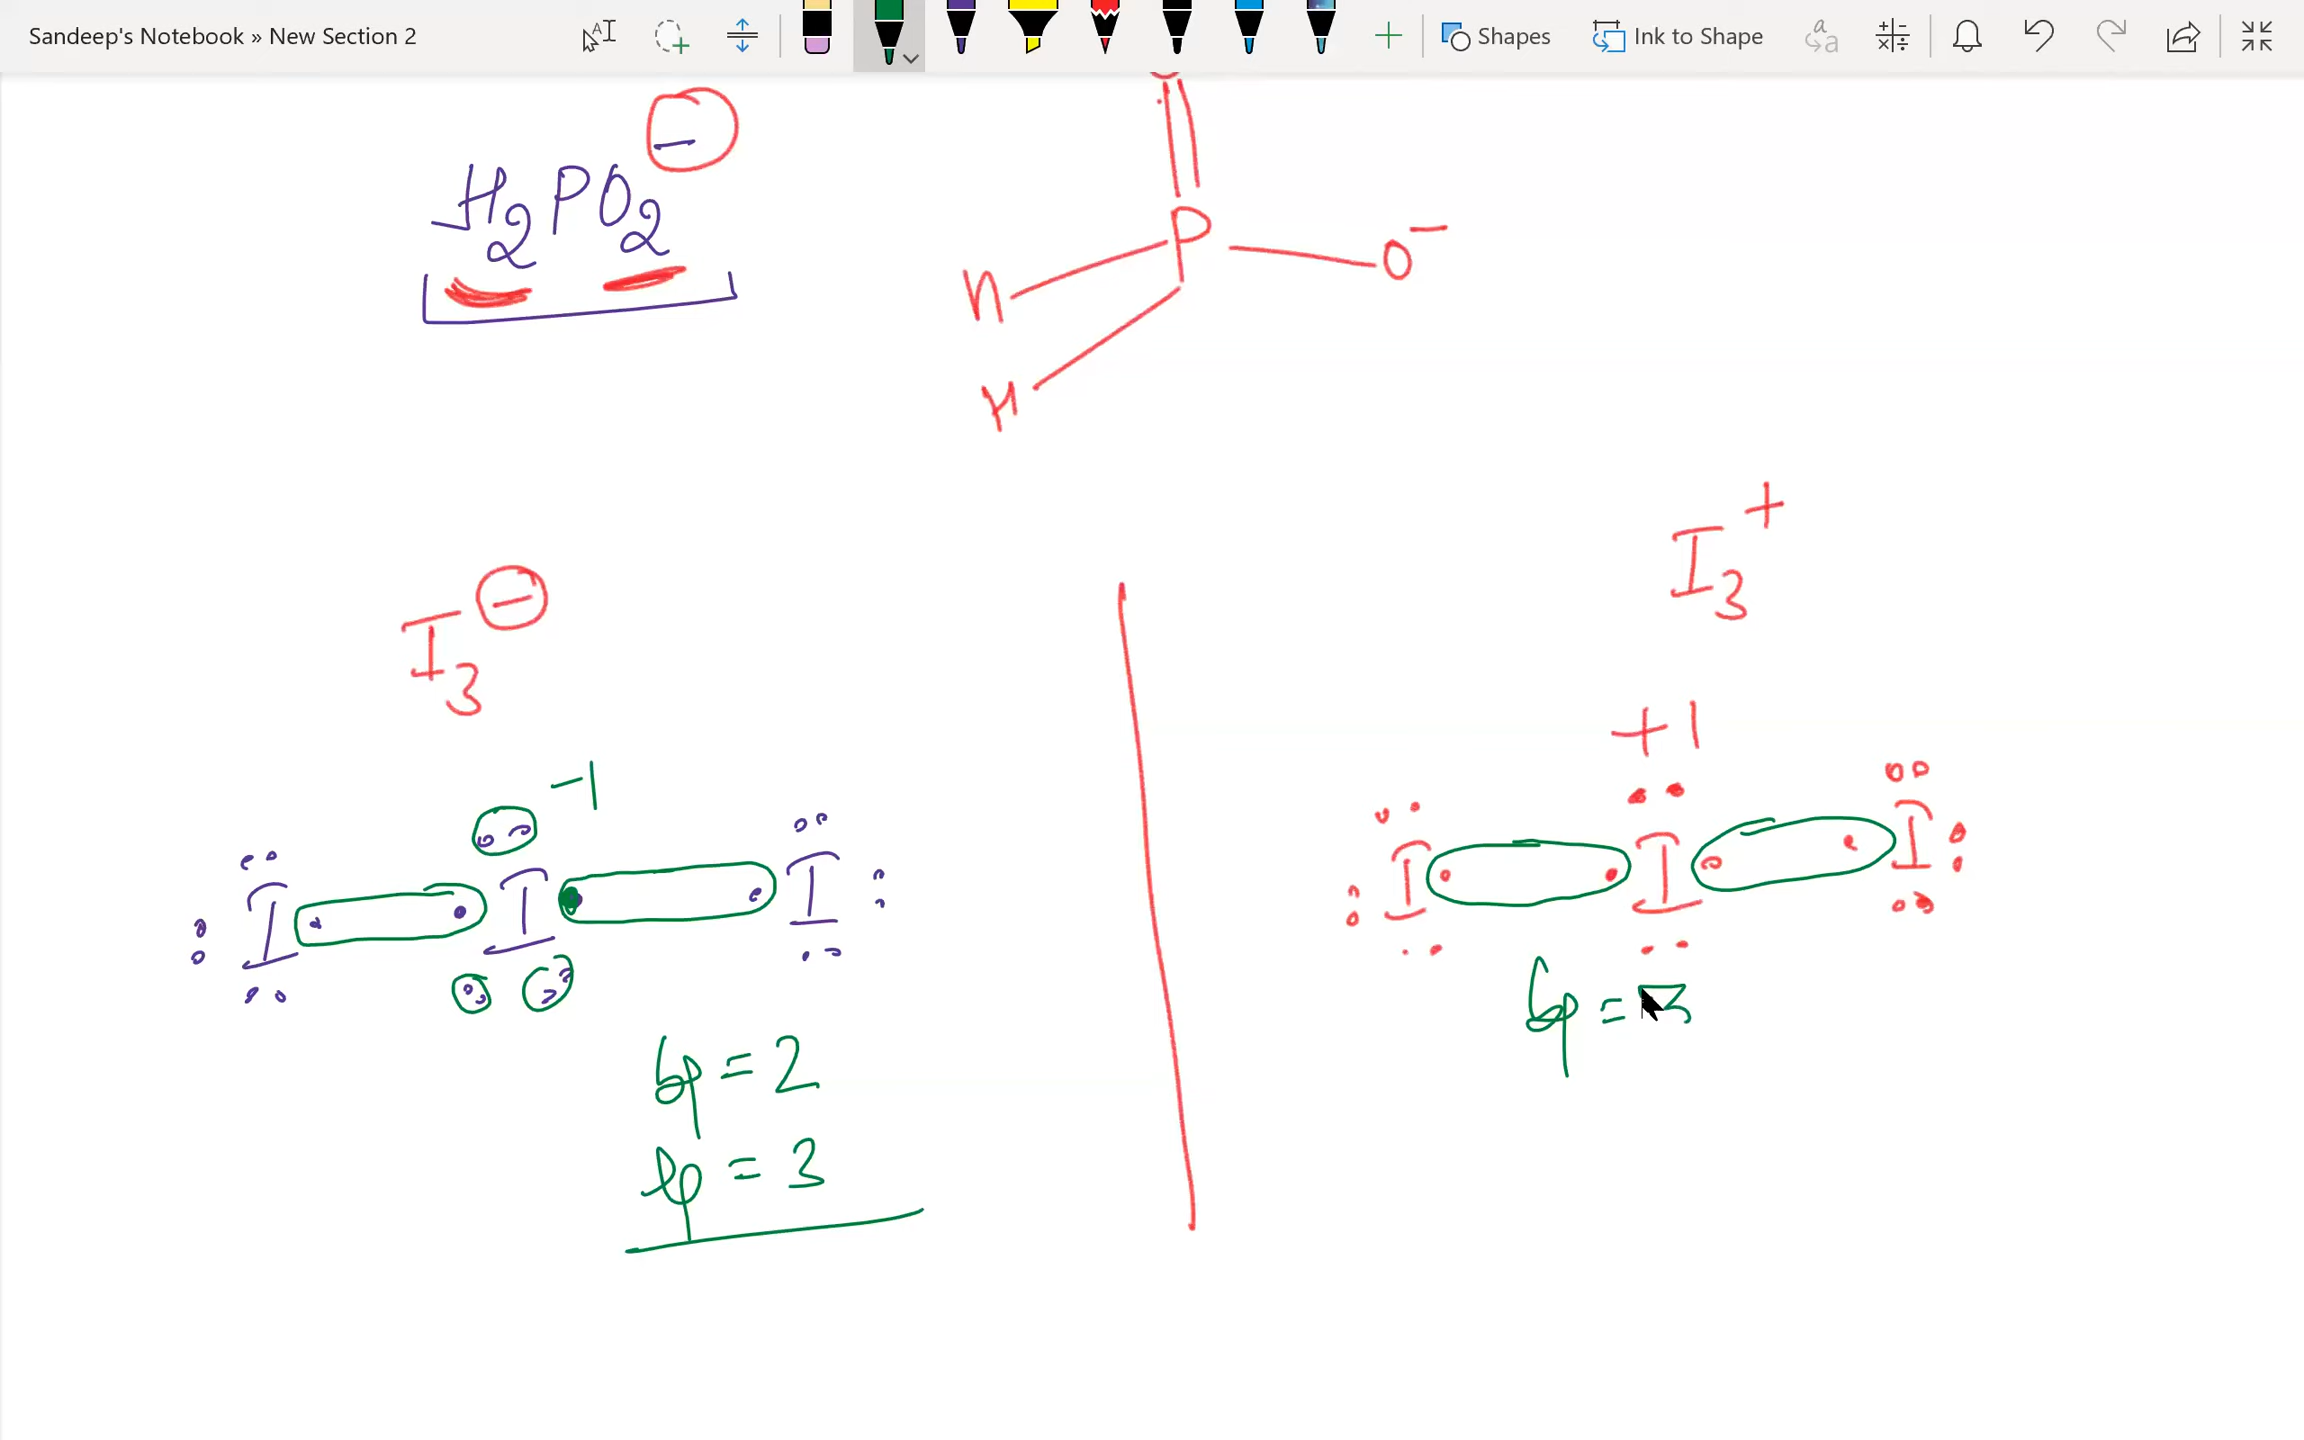 Sandeep's Notebook » New Section 2
Shapes
Ink to Shape
H₂PO₂⁻
P
O⁻
H
H
I₃⁻
I₃⁺
-1
I I I
bp = 2
lp = 3
+1
I I I
bp =